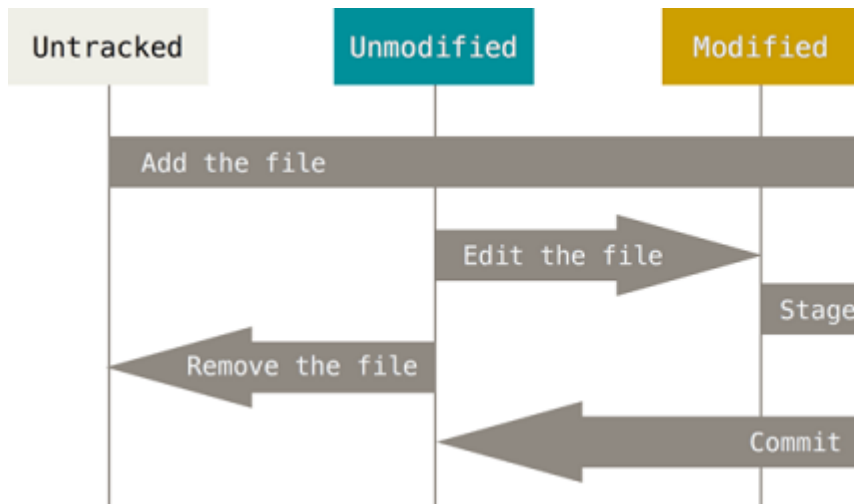 Untracked
Unmodified
Modified
Add the file
Edit the file
Stage
Remove the file
Commit